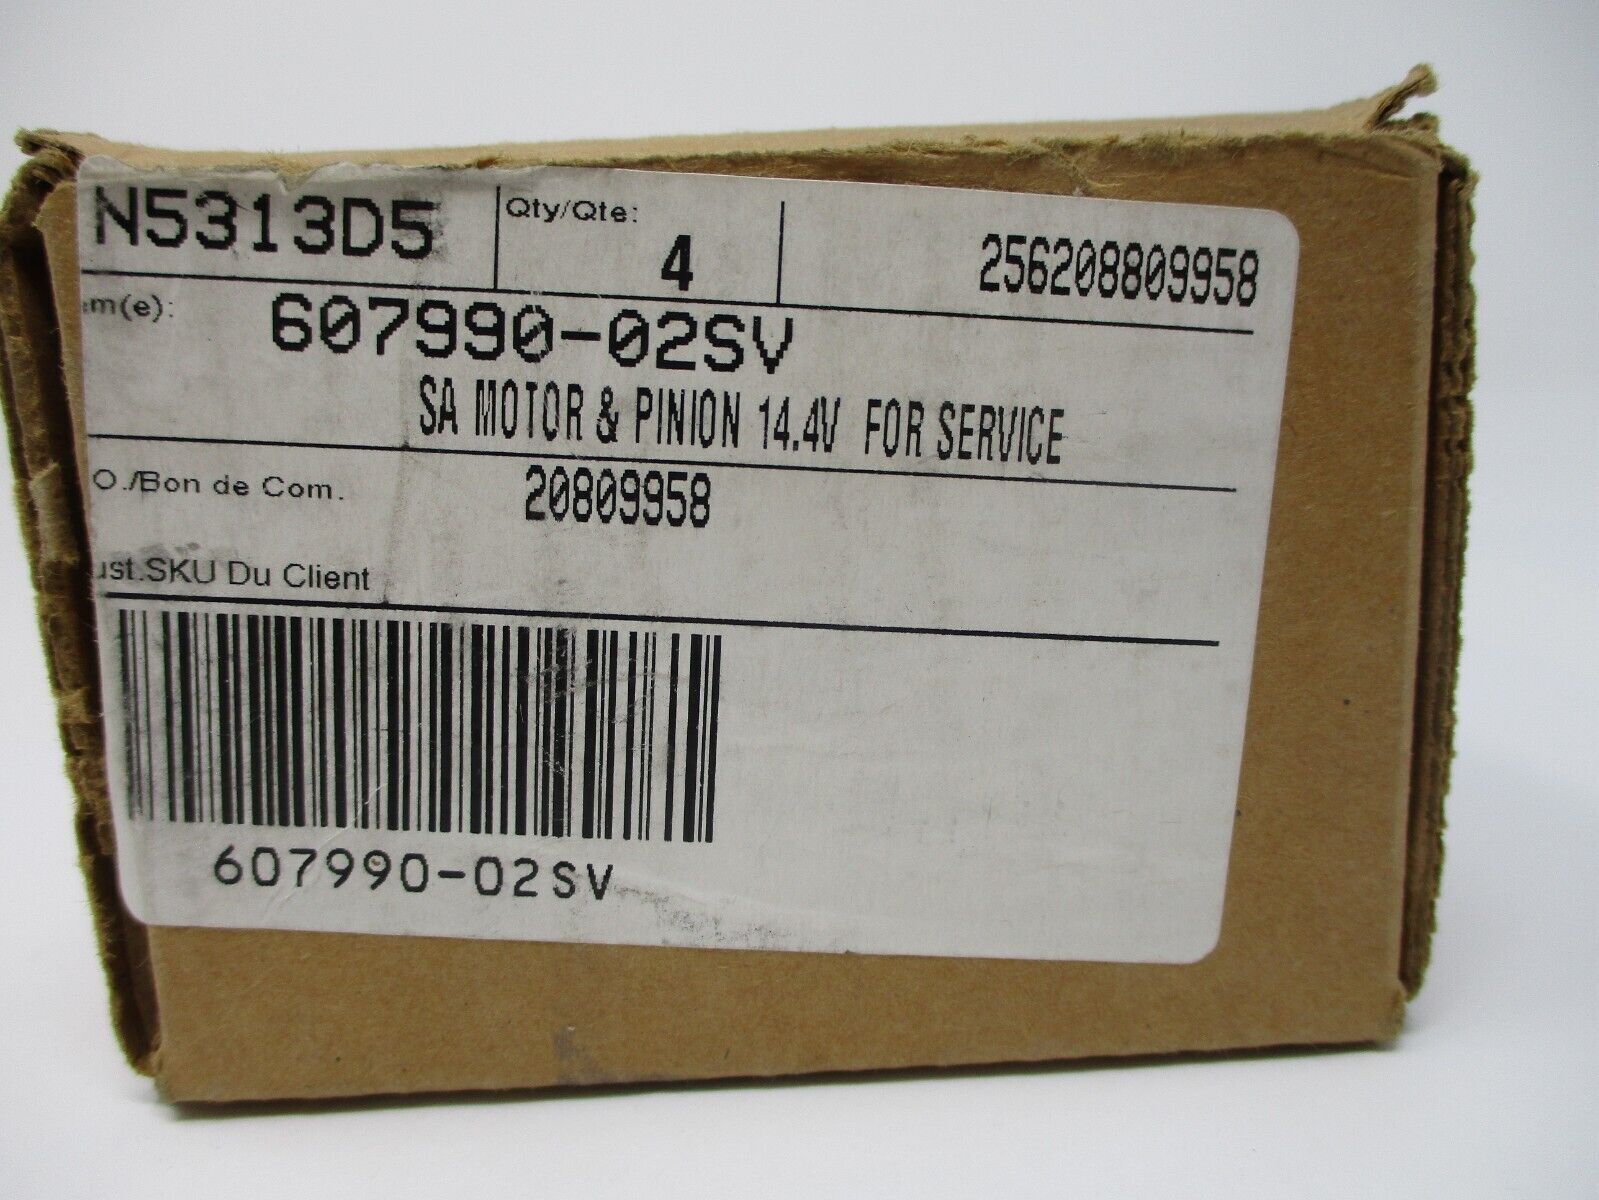 N5313D5
Qty/Qte:
4
256208809958
m(e):
607990-02SV
SA MOTOR & PINION 14.4V FOR SERVICE
O./Bon de Com.
20809958
ust.SKU Du Client
607990-02SV